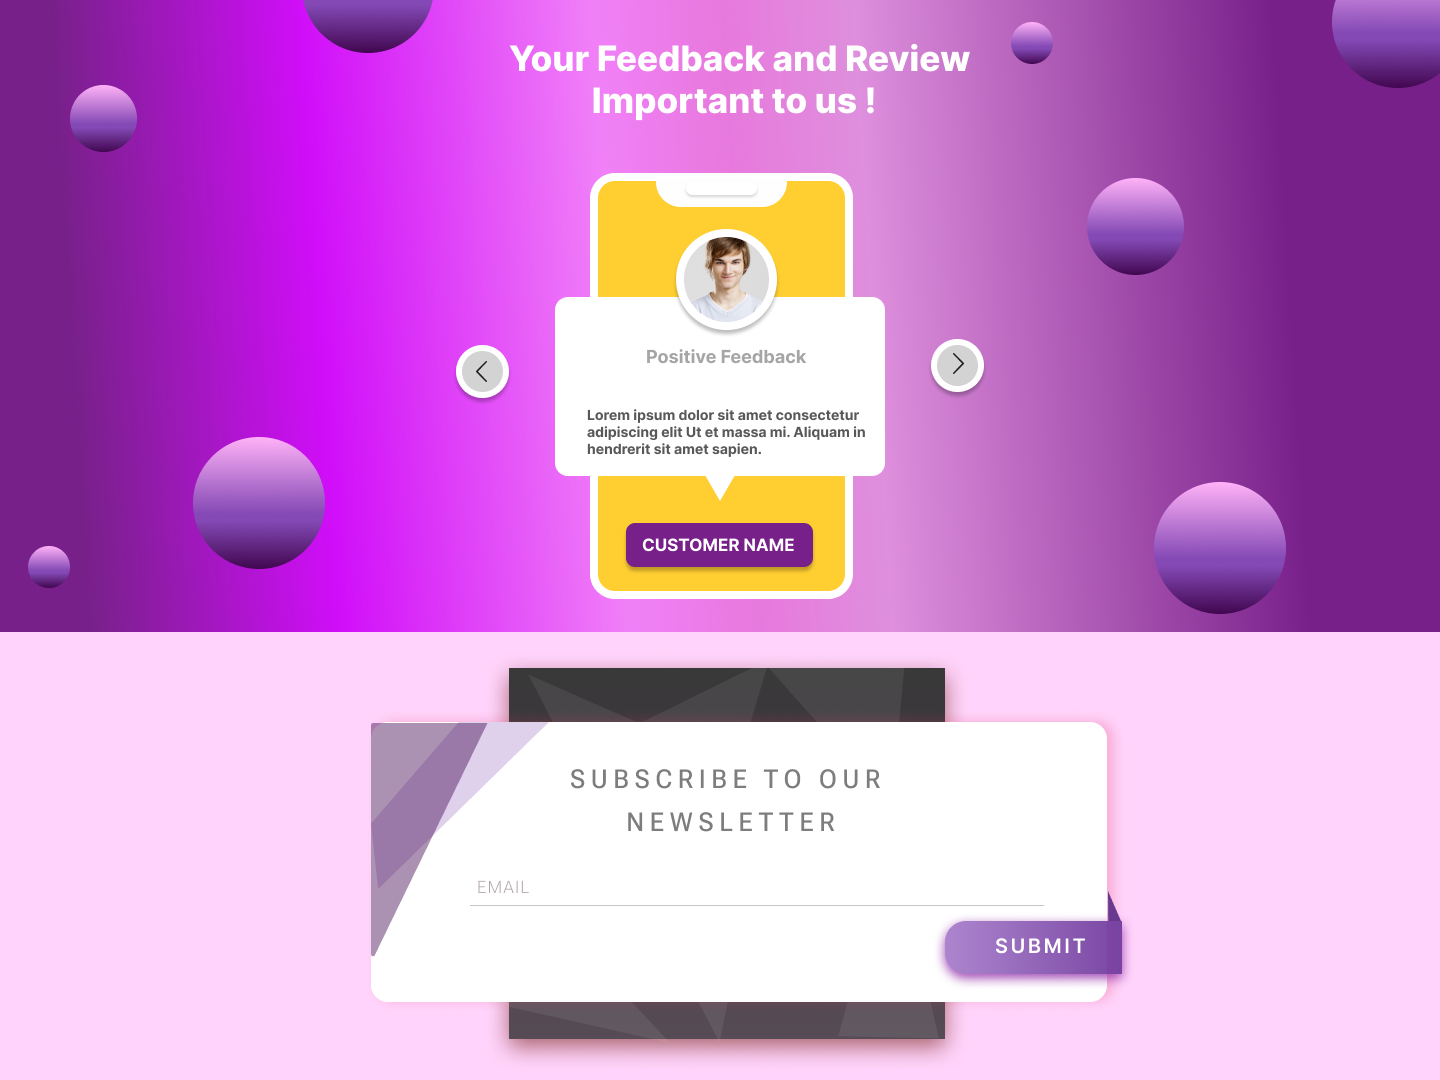 Your Feedback and Review
Important to us !
Positive Feedback
Lorem ipsum dolor sit amet consectetur
adipiscing elit Ut et massa mi. Aliquam in
hendrerit sit amet sapien.
CUSTOMER NAME
SUBSCRIBE TO OUR
NEWSLETTER
EMAIL
SUBMIT